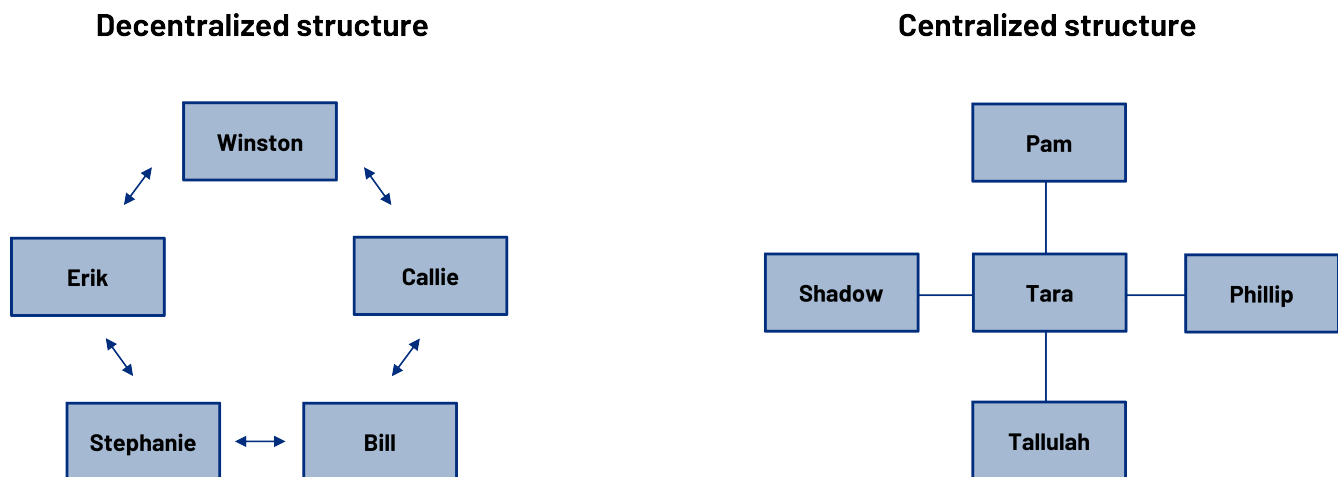 Decentralized structure
Centralized structure
Winston
Erik
Callie
Stephanie
Bill
Pam
Shadow
Tara
Phillip
Tallulah